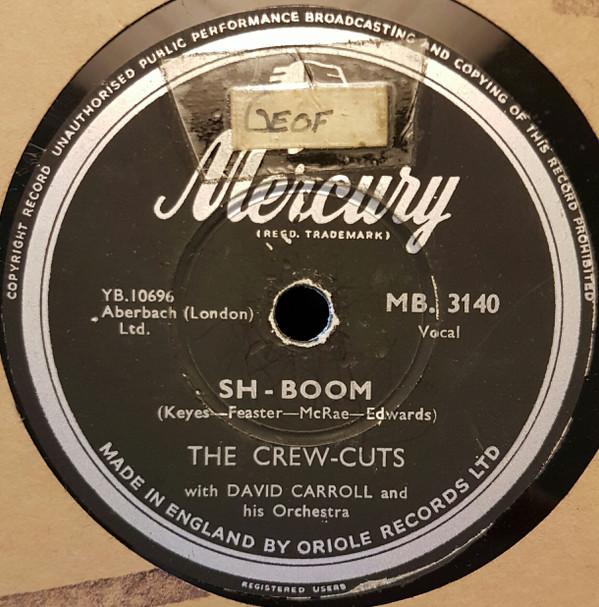 COPYRIGHT RECORD UNAUTHORISED PUBLIC PERFORMANCE BROADCASTING AND COPYING OF THIS RECORD PROHIBITED
GEOF
Mercury
(REGD. TRADEMARK)
YB.10696
Aberbach (London)
Ltd.
MB. 3140
Vocal
SH-BOOM
(Keyes—Feaster—McRae—Edwards)
THE CREW-CUTS
with DAVID CARROLL and
his Orchestra
MADE IN ENGLAND BY ORIOLE RECORDS LTD
REGISTERED USERS